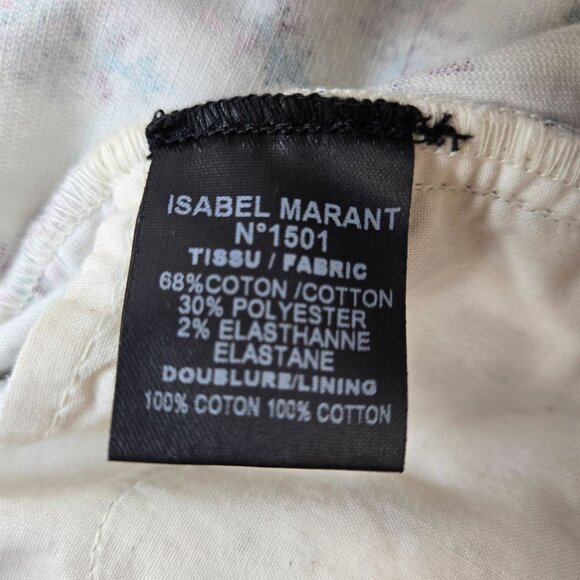 ISABEL MARANT
N°1501
TISSU / FABRIC
68%COTON /COTTON
30% POLYESTER
2% ELASTHANNE
ELASTANE
DOUBLURE/LINING
100% COTON 100% COTTON